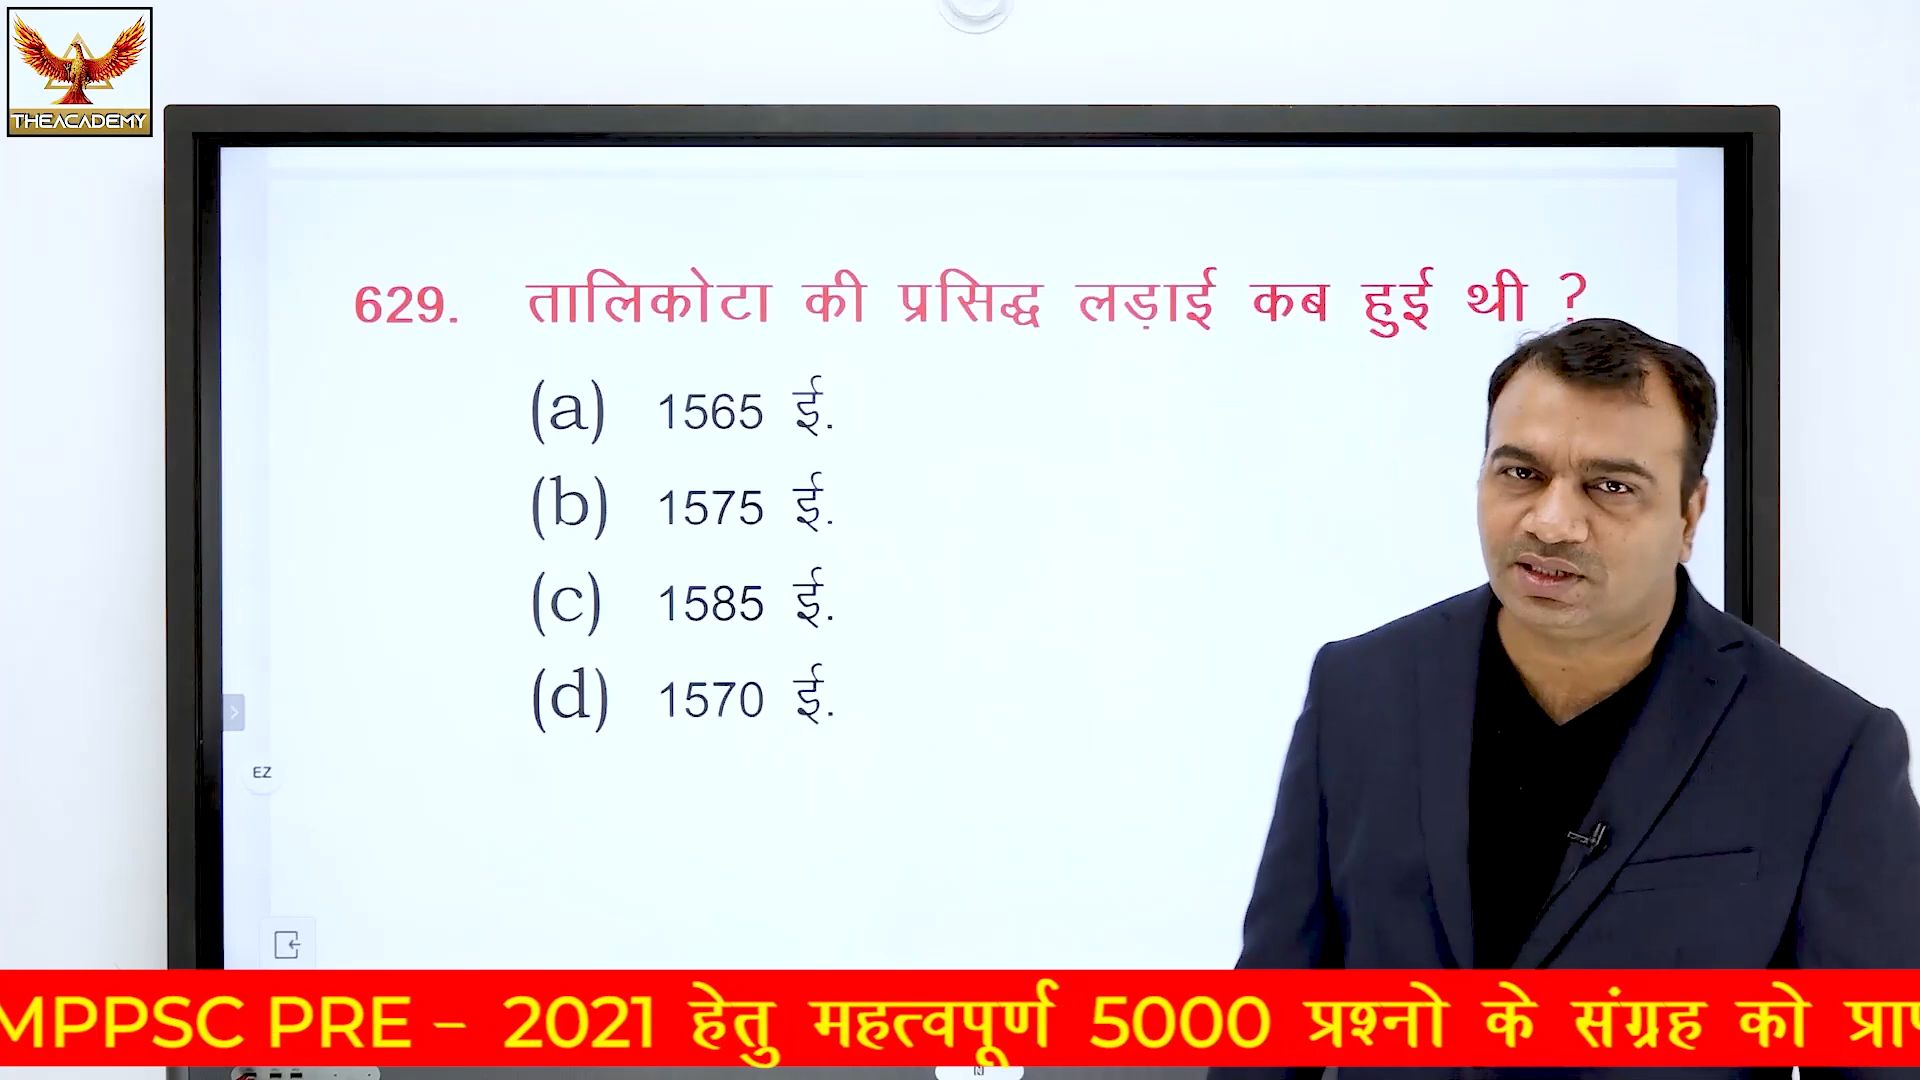 THEACADEMY
629. तालिकोटा की प्रसिद्ध लड़ाई कब हुई थी ?
(a) 1565 ई.
(b) 1575 ई.
(c) 1585 ई.
(d) 1570 ई.
EZ
MPPSC PRE – 2021 हेतु महत्वपूर्ण 5000 प्रश्नो के संग्रह को